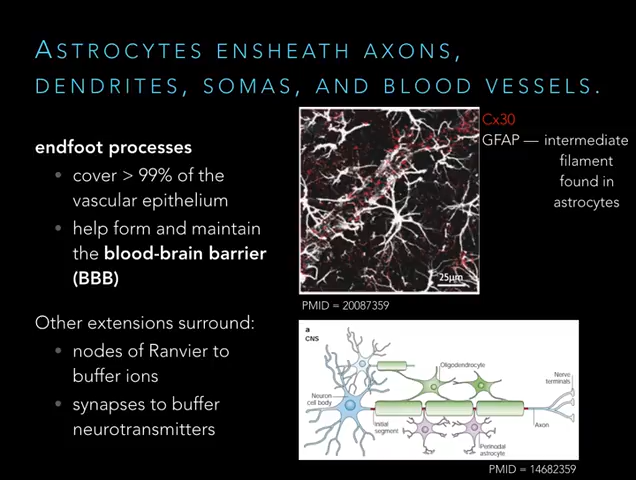 ASTROCYTES ENSHEATH AXONS,
DENDRITES, SOMAS, AND BLOOD VESSELS.
endfoot processes
• cover > 99% of the
vascular epithelium
• help form and maintain
the blood-brain barrier
(BBB)
Other extensions surround:
• nodes of Ranvier to
buffer ions
• synapses to buffer
neurotransmitters
Cx30
GFAP — intermediate
filament
found in
astrocytes
25μm
PMID = 20087359
a
CNS
Oligodendrocyte
Nerve
terminals
Neuron
cell body
Initial
segment
Axon
Perinodal
astrocyte
PMID = 14682359